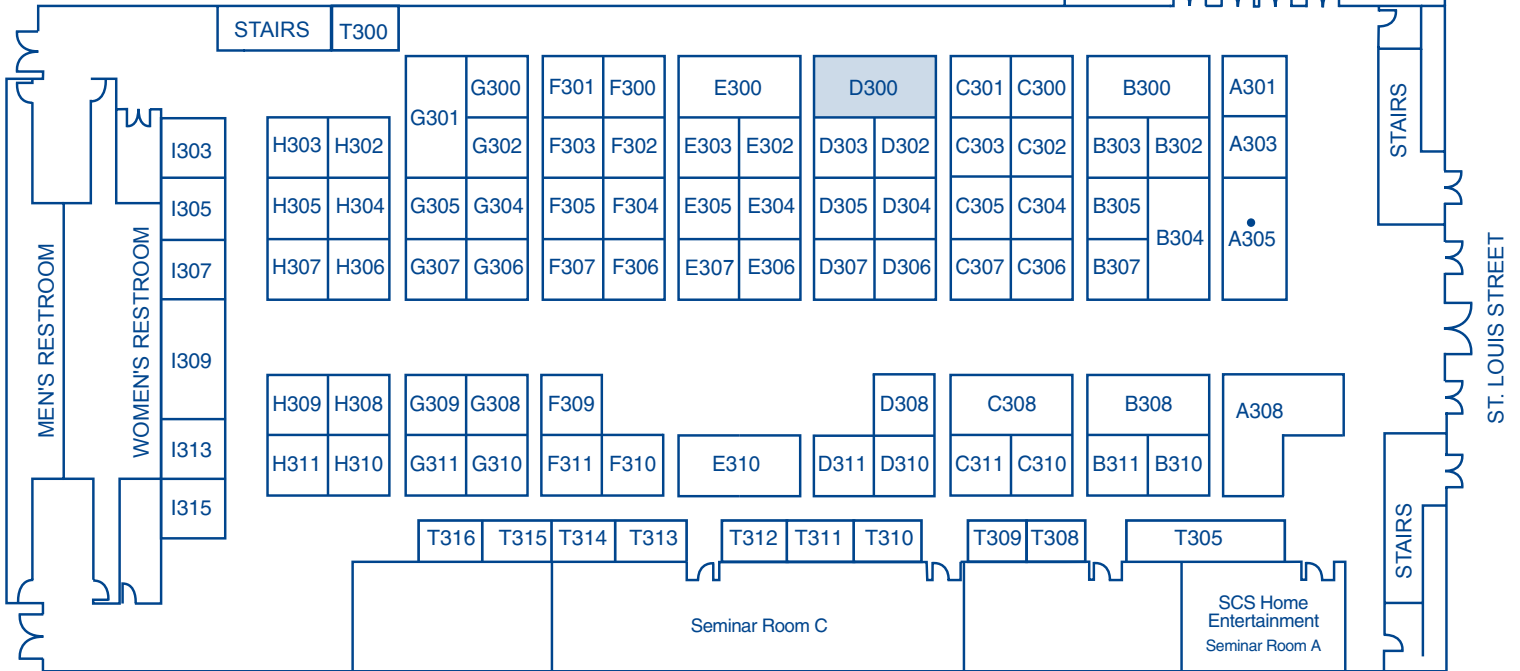 STAIRS T300
G301 G300 F301 F300 E300 D300 C301 C300 B300 A301
G302
I303 H303 H302 F303 F302 E303 E302 D303 D302 C303 C302 B303 B302 A303
STAIRS
I305 H305 H304 G305 G304 F305 F304 E305 E304 D305 D304 C305 C304 B305 B304 A305
I307 H307 H306 G307 G306 F307 F306 E307 E306 D307 D306 C307 C306 B307
MEN'S RESTROOM
WOMEN'S RESTROOM
ST. LOUIS STREET
I309
H309 H308 G309 G308 F309 D308 C308 B308 A308
I313 H311 H310 G311 G310 F311 F310 E310 D311 D310 C311 C310 B311 B310
I315
T316 T315 T314 T313 T312 T311 T310 T309 T308 T305
STAIRS
Seminar Room C
SCS Home
Entertainment
Seminar Room A